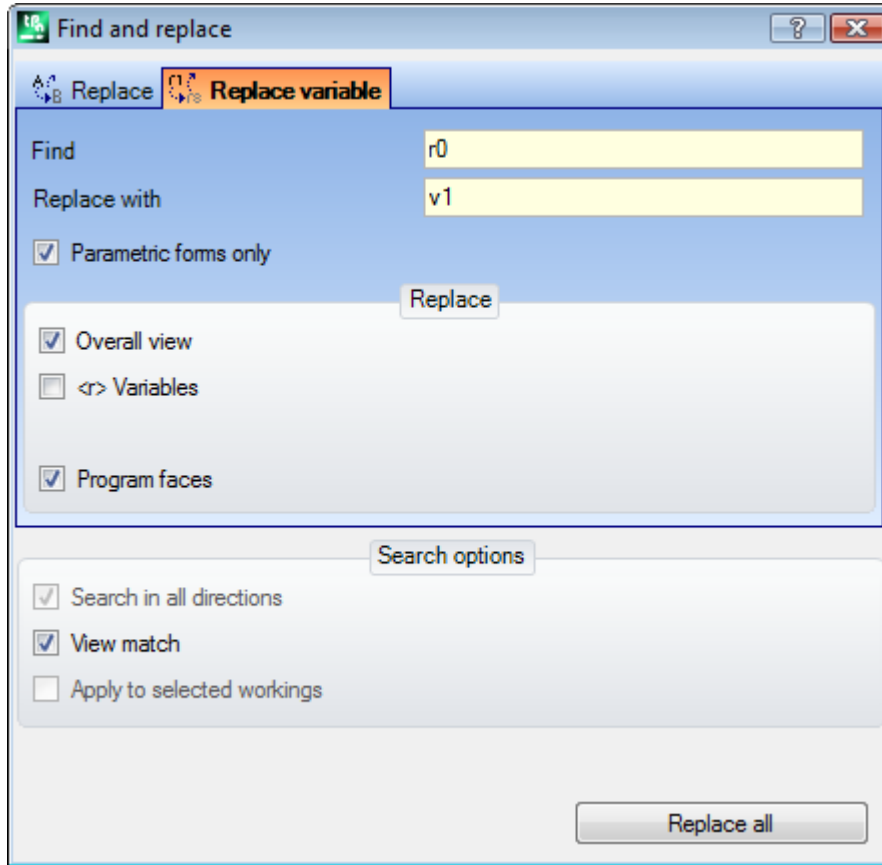 Find and replace
Replace
Replace variable
Find
r0
Replace with
v1
Parametric forms only
Replace
Overall view
<r> Variables
Program faces
Search options
Search in all directions
View match
Apply to selected workings
Replace all